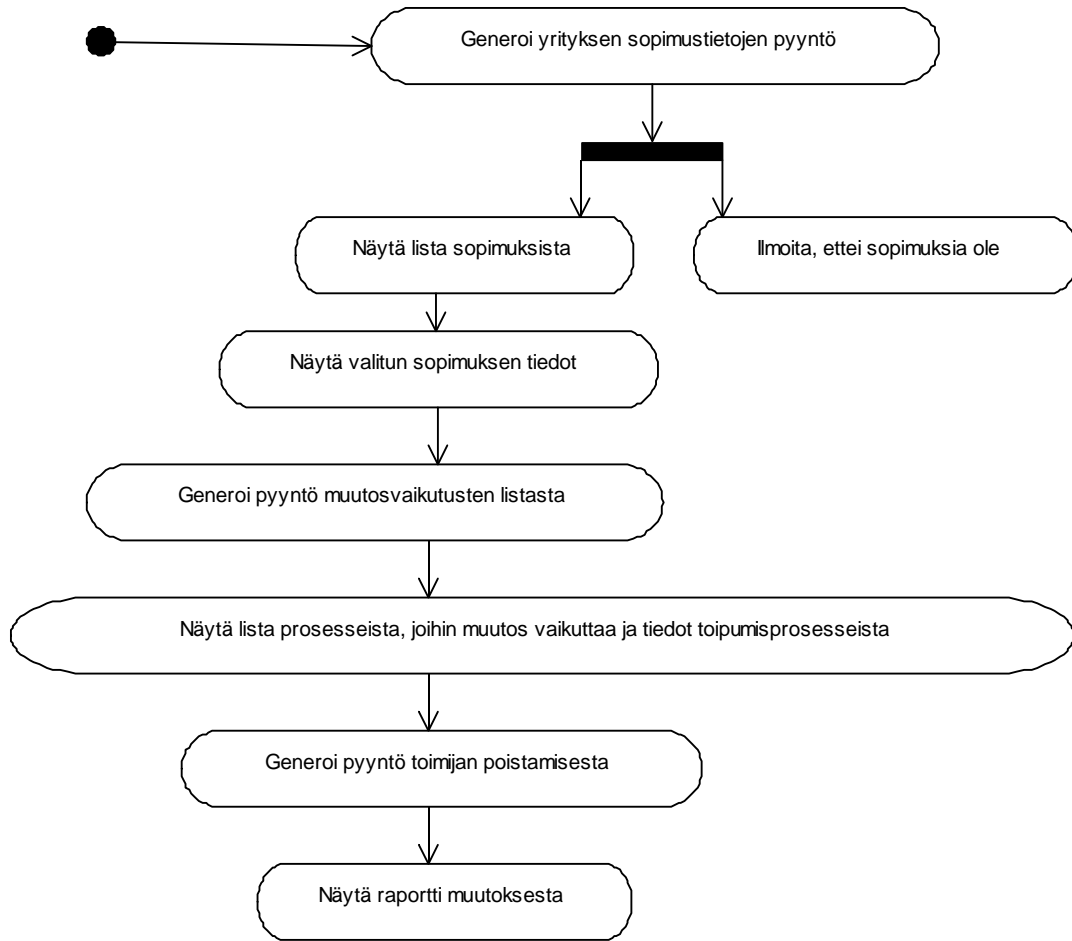 Generoi yrityksen sopimustietojen pyyntö
Näytä lista sopimuksista
Ilmoita, ettei sopimuksia ole
Näytä valitun sopimuksen tiedot
Generoi pyyntö muutosvaikutusten listasta
Näytä lista prosesseista, joihin muutos vaikuttaa ja tiedot toipumisprosesseista
Generoi pyyntö toimijan poistamisesta
Näytä raportti muutoksesta